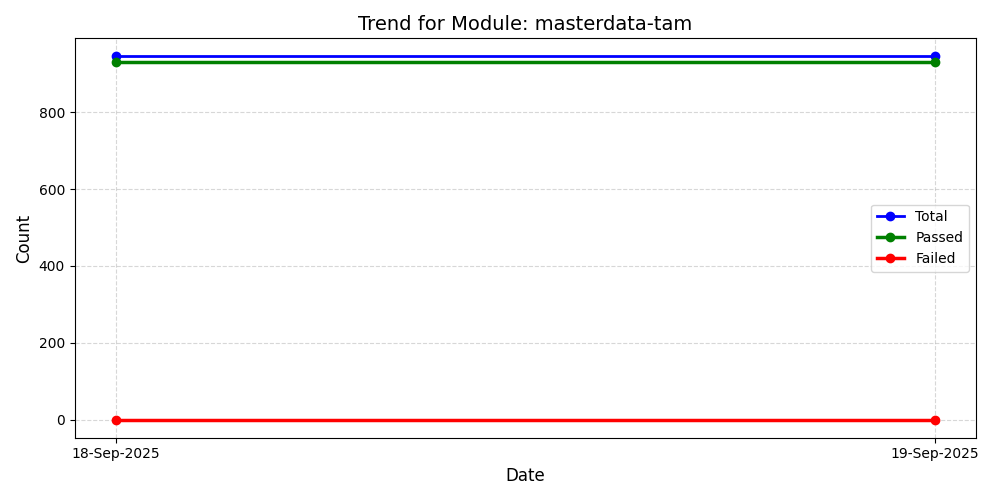 Trend for Module: masterdata-tam
Count
800
600
400
200
0
Total
Passed
Failed
18-Sep-2025
19-Sep-2025
Date